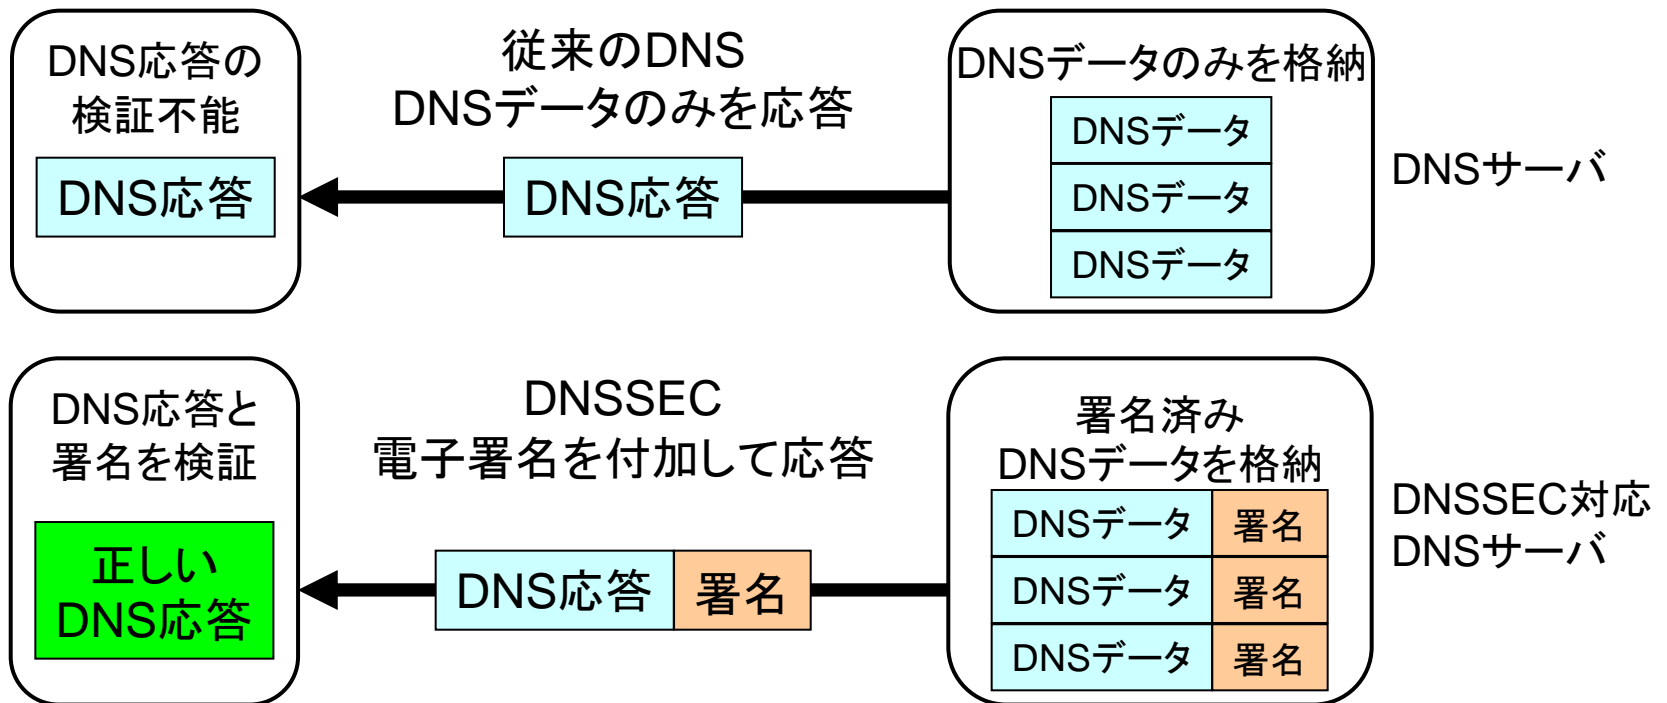 DNS応答の
検証不能
DNS応答
従来のDNS
DNSデータのみを応答
DNS応答
DNSデータのみを格納
DNSデータ
DNSデータ
DNSデータ
DNSサーバ
DNS応答と
署名を検証
正しい
DNS応答
DNSSEC
電子署名を付加して応答
DNS応答 署名
署名済み
DNSデータを格納
DNSデータ 署名
DNSデータ 署名
DNSデータ 署名
DNSSEC対応
DNSサーバ